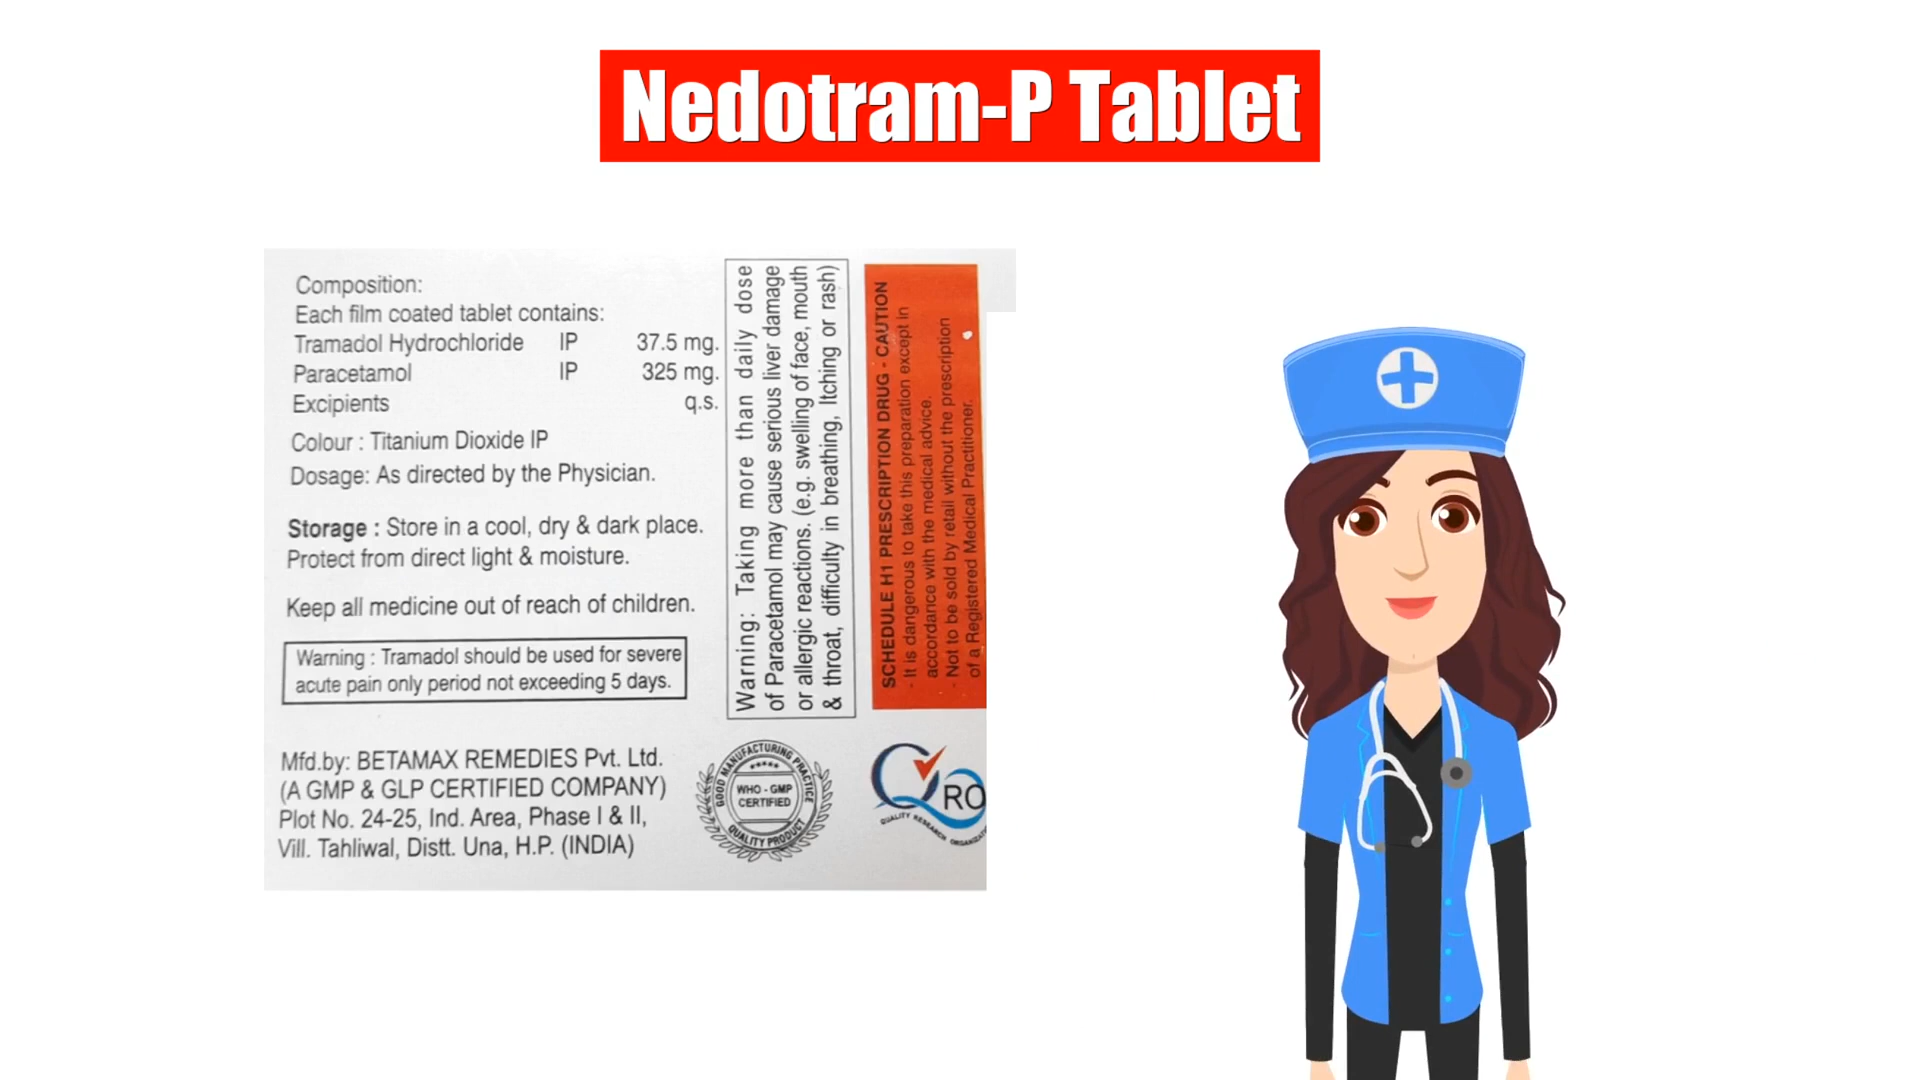 Nedotram-P Tablet
Composition:
Each film coated tablet contains:
Tramadol Hydrochloride IP 37.5 mg.
Paracetamol IP 325 mg.
Excipients q.s.
Colour : Titanium Dioxide IP
Dosage: As directed by the Physician.
Storage : Store in a cool, dry & dark place.
Protect from direct light & moisture.
Keep all medicine out of reach of children.
Warning : Tramadol should be used for severe
acute pain only period not exceeding 5 days.
Mfd.by: BETAMAX REMEDIES Pvt. Ltd.
(A GMP & GLP CERTIFIED COMPANY)
Plot No. 24-25, Ind. Area, Phase I & II,
Vill. Tahliwal, Distt. Una, H.P. (INDIA)
Warning: Taking more than daily dose
of Paracetamol may cause serious liver damage
or allergic reactions. (e.g. swelling of face, mouth
& throat, difficulty in breathing, Itching or rash)
SCHEDULE H1 PRESCRIPTION DRUG - CAUTION
- It is dangerous to take this preparation except in
accordance with the medical advice.
- Not to be sold by retail without the prescription
of a Registered Medical Practitioner.
GOOD MANUFACTURING PRACTICE
WHO - GMP
CERTIFIED
QUALITY PRODUCT
QRO
QUALITY RESEARCH